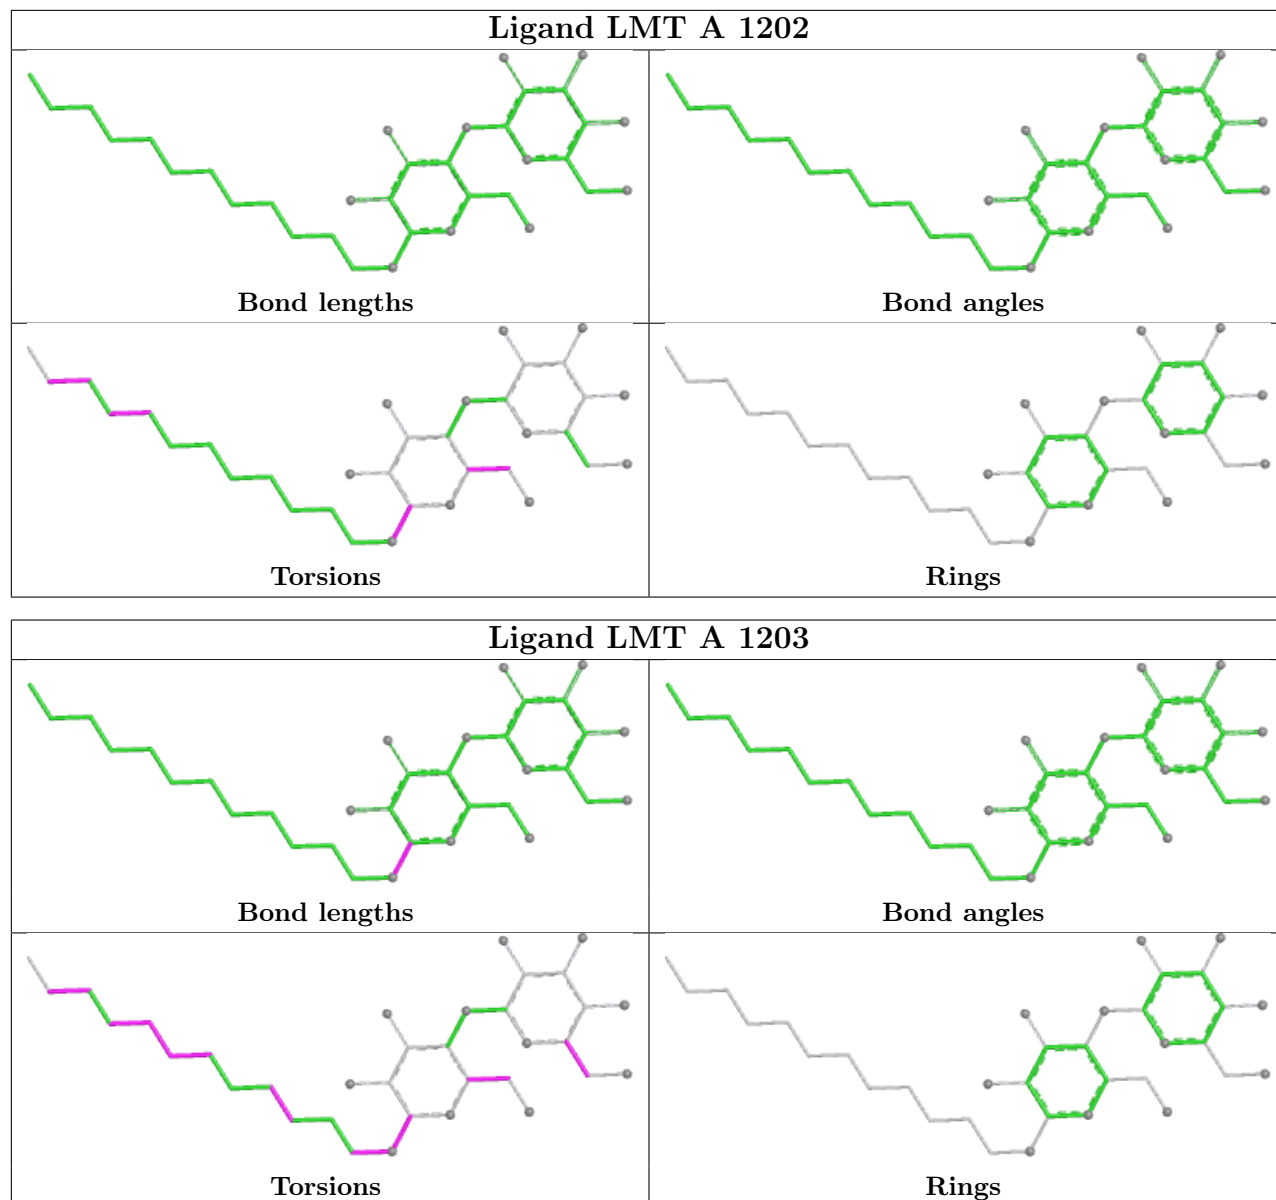 Ligand LMT A 1202
Bond lengths
Bond angles
Torsions
Rings
Ligand LMT A 1203
Bond lengths
Bond angles
Torsions
Rings